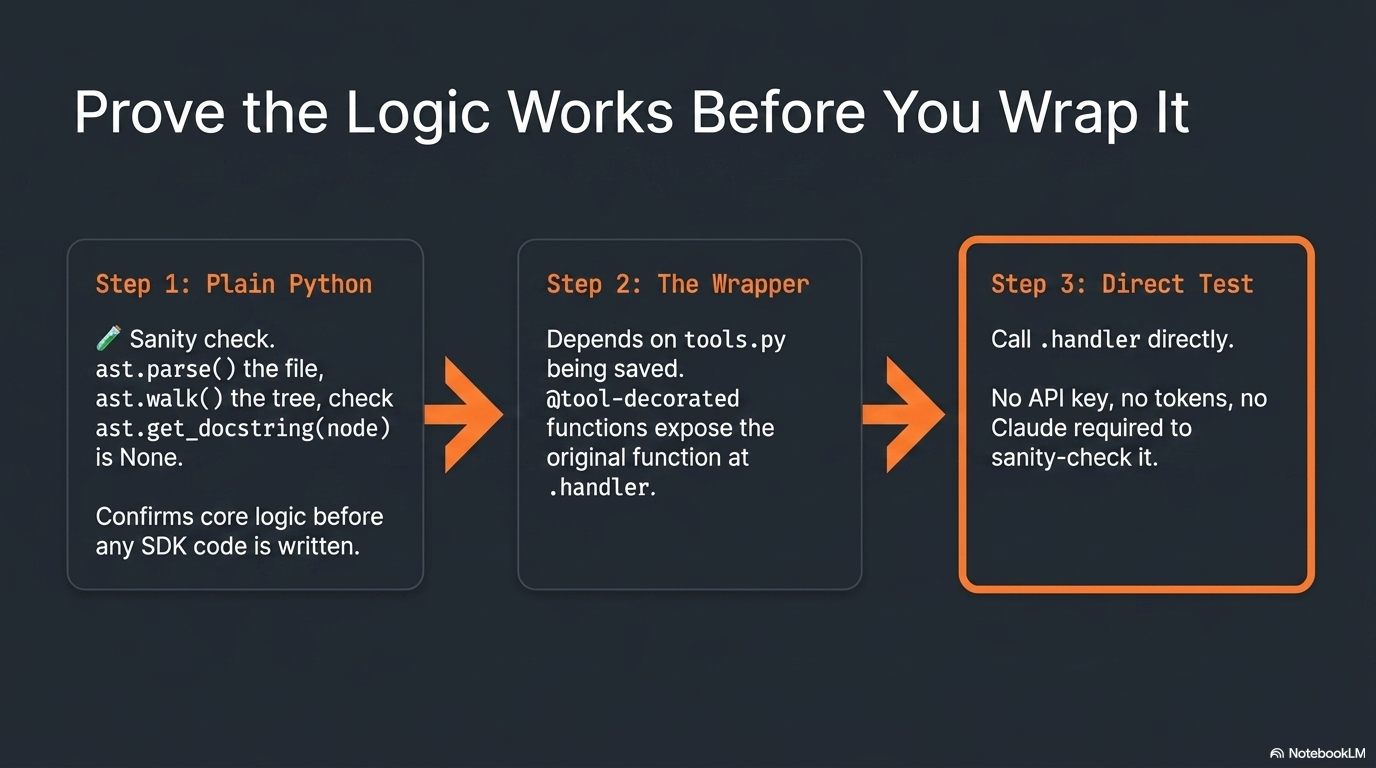 Prove the Logic Works Before You Wrap It
Step 1: Plain Python
🧪 Sanity check.
ast.parse() the file,
ast.walk() the tree, check
ast.get_docstring(node)
is None.
Confirms core logic before
any SDK code is written.
Step 2: The Wrapper
Depends on tools.py
being saved.
@tool-decorated
functions expose the
original function at
.handler.
Step 3: Direct Test
Call .handler directly.
No API key, no tokens, no
Claude required to
sanity-check it.
NotebookLM